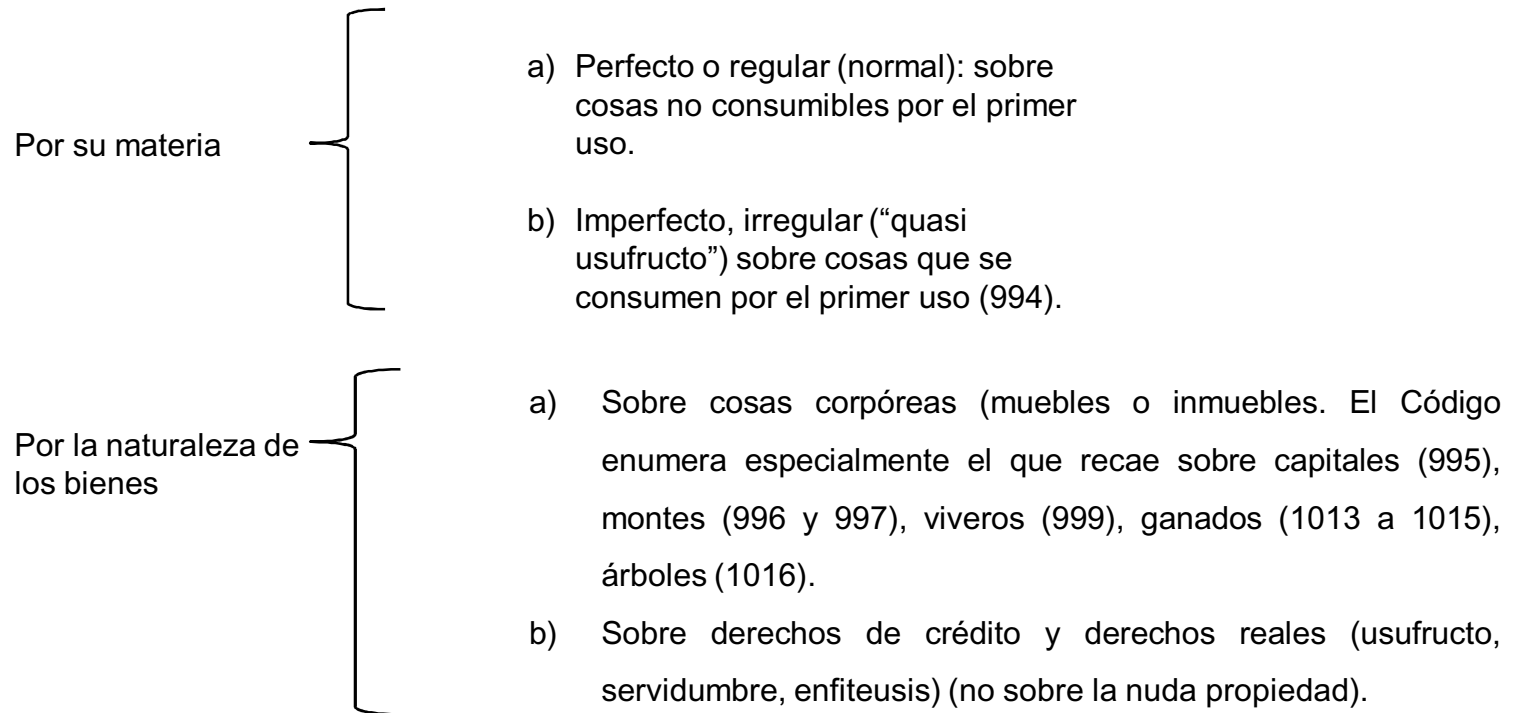 Por su materia
a) Perfecto o regular (normal): sobre
cosas no consumibles por el primer
uso.
b) Imperfecto, irregular (“quasi
usufructo”) sobre cosas que se
consumen por el primer uso (994).
Por la naturaleza de
los bienes
a) Sobre cosas corpóreas (muebles o inmuebles. El Código
enumera especialmente el que recae sobre capitales (995),
montes (996 y 997), viveros (999), ganados (1013 a 1015),
árboles (1016).
b) Sobre derechos de crédito y derechos reales (usufructo,
servidumbre, enfiteusis) (no sobre la nuda propiedad).